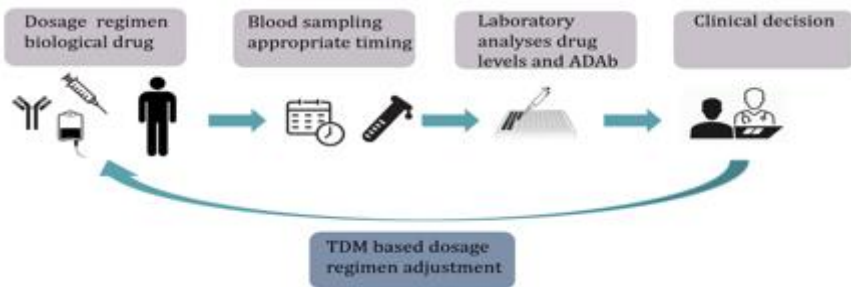 Dosage regimen
biological drug
Blood sampling
appropriate timing
Laboratory
analyses drug
levels and ADAb
Clinical decision
TDM based dosage
regimen adjustment